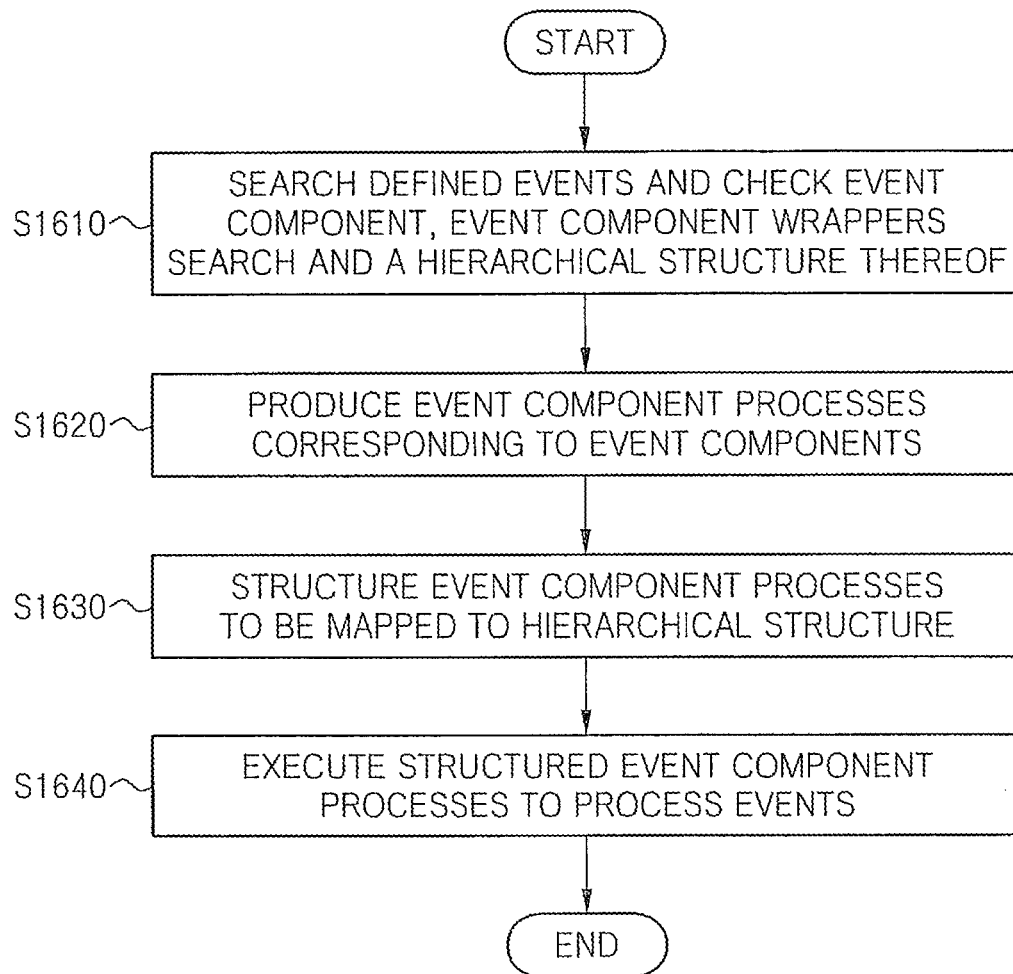 START
S1610
SEARCH DEFINED EVENTS AND CHECK EVENT
COMPONENT, EVENT COMPONENT WRAPPERS
SEARCH AND A HIERARCHICAL STRUCTURE THEREOF
S1620
PRODUCE EVENT COMPONENT PROCESSES
CORRESPONDING TO EVENT COMPONENTS
S1630
STRUCTURE EVENT COMPONENT PROCESSES
TO BE MAPPED TO HIERARCHICAL STRUCTURE
S1640
EXECUTE STRUCTURED EVENT COMPONENT
PROCESSES TO PROCESS EVENTS
END